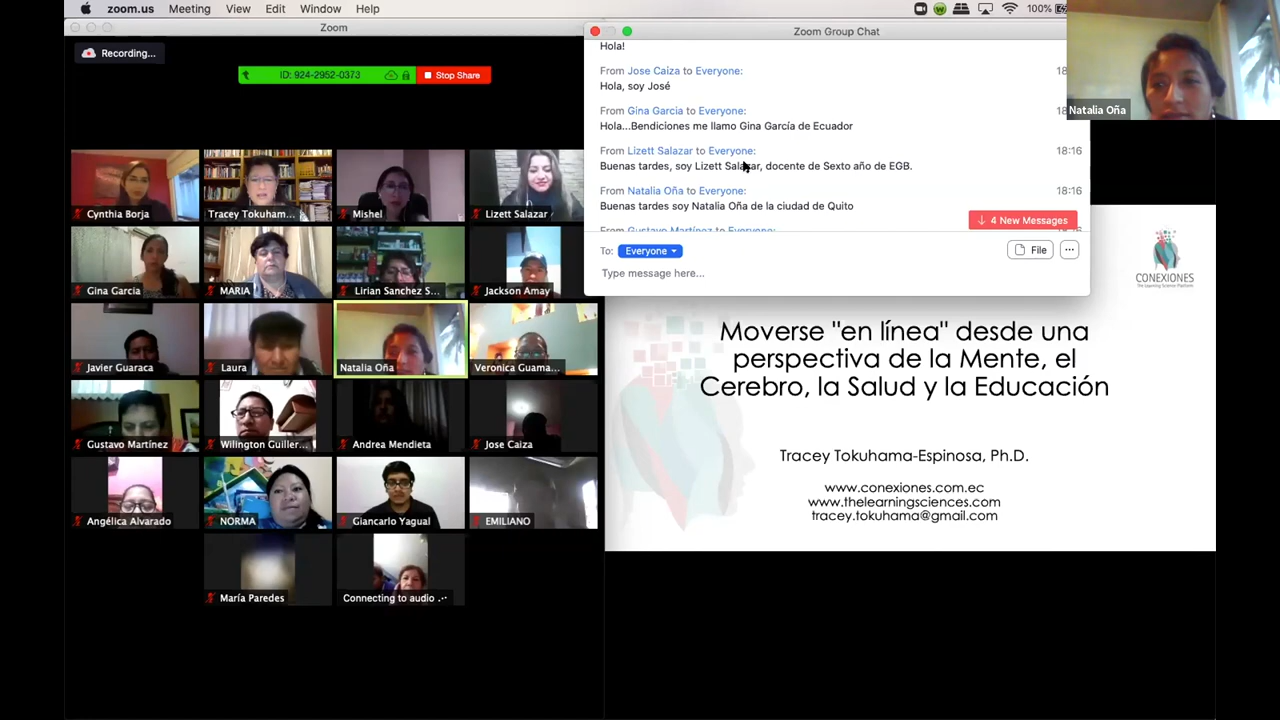 zoom.us Meeting View Edit Window Help
100%
Zoom
Recording...
ID: 924-2952-0373
Stop Share
Cynthia Borja
Tracey Tokuham...
Mishel
Lizett Salazar
Gina Garcia
MARIA
Lirian Sanchez S...
Jackson Amay
Javier Guaraca
Laura
Natalia Oña
Veronica Guama...
Gustavo Martínez
Wilington Guiller...
Andrea Mendieta
Jose Caiza
Angélica Alvarado
NORMA
Giancarlo Yagual
EMILIANO
María Paredes
Connecting to audio ...
Zoom Group Chat
Hola!
From Jose Caiza to Everyone: 18
Hola, soy José
From Gina Garcia to Everyone: 18
Hola...Bendiciones me llamo Gina García de Ecuador
From Lizett Salazar to Everyone: 18
Buenas tardes, soy Lizett Salazar, docente de Sexto año de EGB.
From Natalia Oña to Everyone: 18:16
Buenas tardes soy Natalia Oña de la ciudad de Quito
From Gustavo Martínez to Everyone: 18:16
4 New Messages
To: Everyone
File
Type message here...
Natalia Oña
CONEXIONES
The Learning Science Platform
Moverse "en línea" desde una
perspectiva de la Mente, el
Cerebro, la Salud y la Educación
Tracey Tokuhama-Espinosa, Ph.D.
www.conexiones.com.ec
www.thelearningsciences.com
tracey.tokuhama@gmail.com